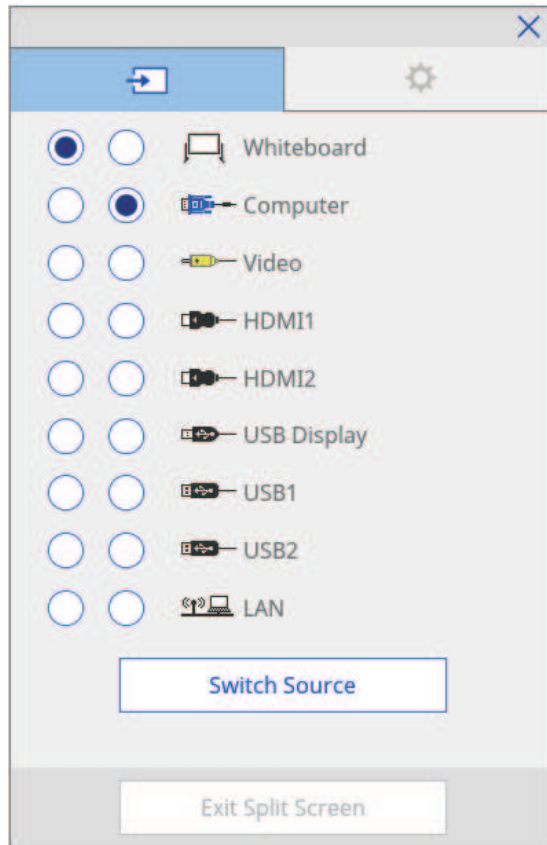 Whiteboard
Computer
Video
HDMI1
HDMI2
USB Display
USB1
USB2
LAN
Switch Source
Exit Split Screen